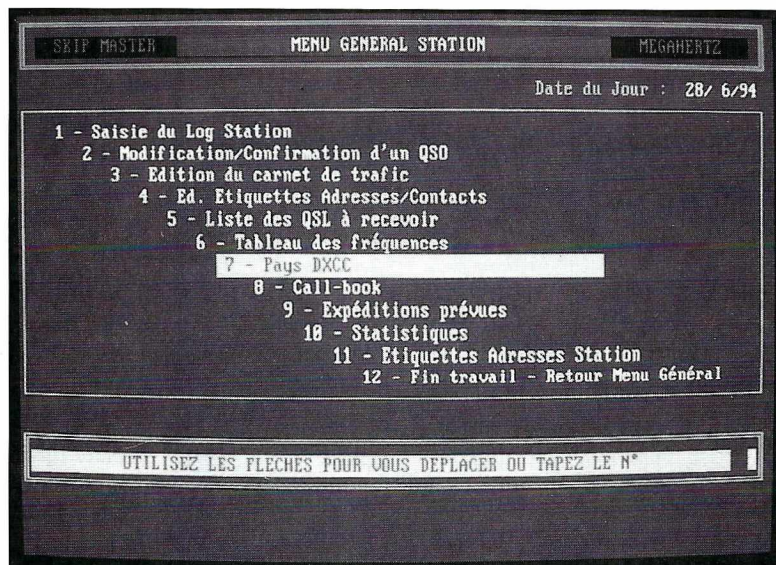 SKIP MASTER MENU GENERAL STATION MEGAHERTZ
Date du Jour : 28/ 6/94
1 - Saisie du Log Station
2 - Modification/Confirmation d'un QSO
3 - Edition du carnet de trafic
4 - Ed. Etiquettes Adresses/Contacts
5 - Liste des QSL à recevoir
6 - Tableau des fréquences
7 - Pays DXCC
8 - Call-book
9 - Expéditions prévues
10 - Statistiques
11 - Etiquettes Adresses Station
12 - Fin travail - Retour Menu Général
UTILISEZ LES FLECHES POUR VOUS DEPLACER OU TAPEZ LE N°